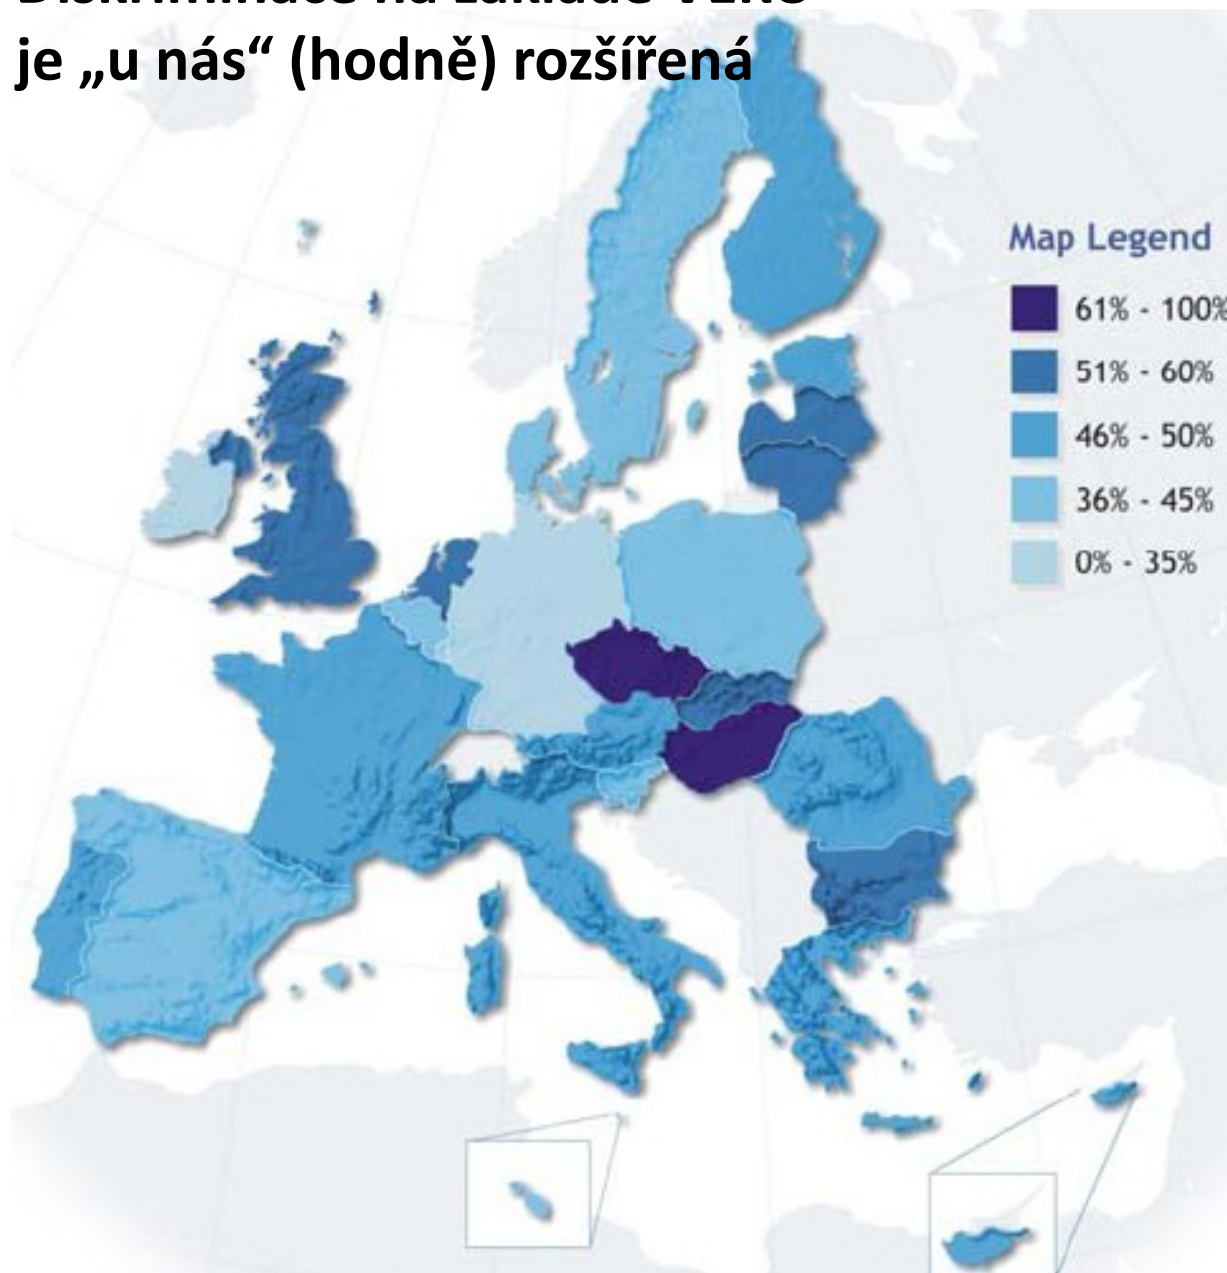 je „u nás“ (hodně) rozšířená
Map Legend
61% - 100%
51% - 60%
46% - 50%
36% - 45%
0% - 35%